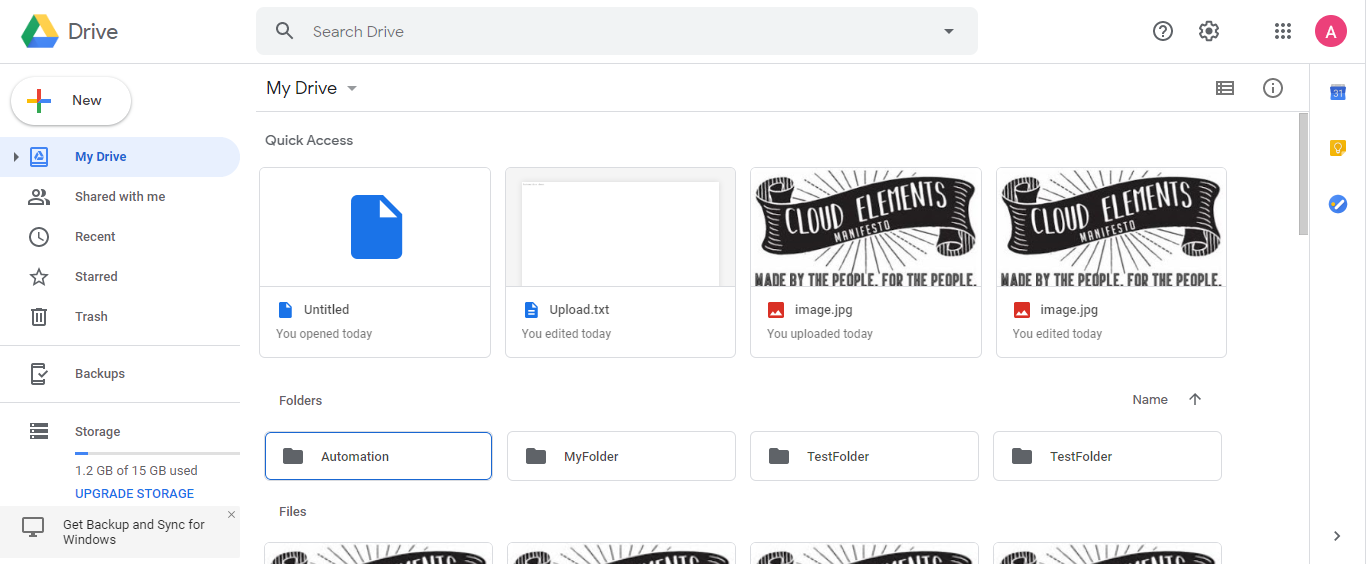 Drive
Search Drive
A
New
My Drive
31
My Drive
Shared with me
Recent
Starred
Trash
Backups
Storage
1.2 GB of 15 GB used
UPGRADE STORAGE
Get Backup and Sync for
Windows
Quick Access
CLOUD ELEMENTS
MANIFESTO
MADE BY THE PEOPLE. FOR THE PEOPLE.
CLOUD ELEMENTS
MANIFESTO
MADE BY THE PEOPLE. FOR THE PEOPLE.
Untitled
You opened today
Upload.txt
You edited today
image.jpg
You uploaded today
image.jpg
You edited today
Folders
Name
Automation
MyFolder
TestFolder
TestFolder
Files